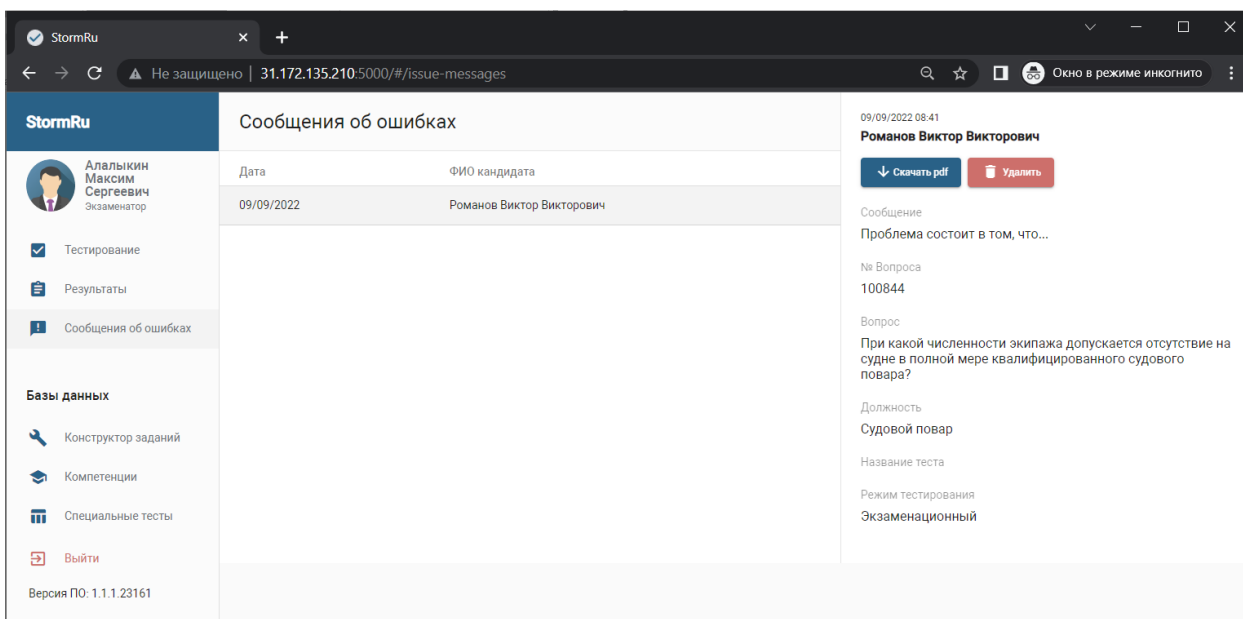 StormRu
Не защищено | 31.172.135.210:5000/#/issue-messages
Окно в режиме инкогнито
StormRu
Алалыкин
Максим
Сергеевич
Экзаменатор
Тестирование
Результаты
Сообщения об ошибках
Базы данных
Конструктор заданий
Компетенции
Специальные тесты
Выйти
Версия ПО: 1.1.1.23161
Сообщения об ошибках
Дата ФИО кандидата
09/09/2022 Романов Виктор Викторович
09/09/2022 08:41
Романов Виктор Викторович
Скачать pdf Удалить
Сообщение
Проблема состоит в том, что...
№ Вопроса
100844
Вопрос
При какой численности экипажа допускается отсутствие на
судне в полной мере квалифицированного судового
повара?
Должность
Судовой повар
Название теста
Режим тестирования
Экзаменационный